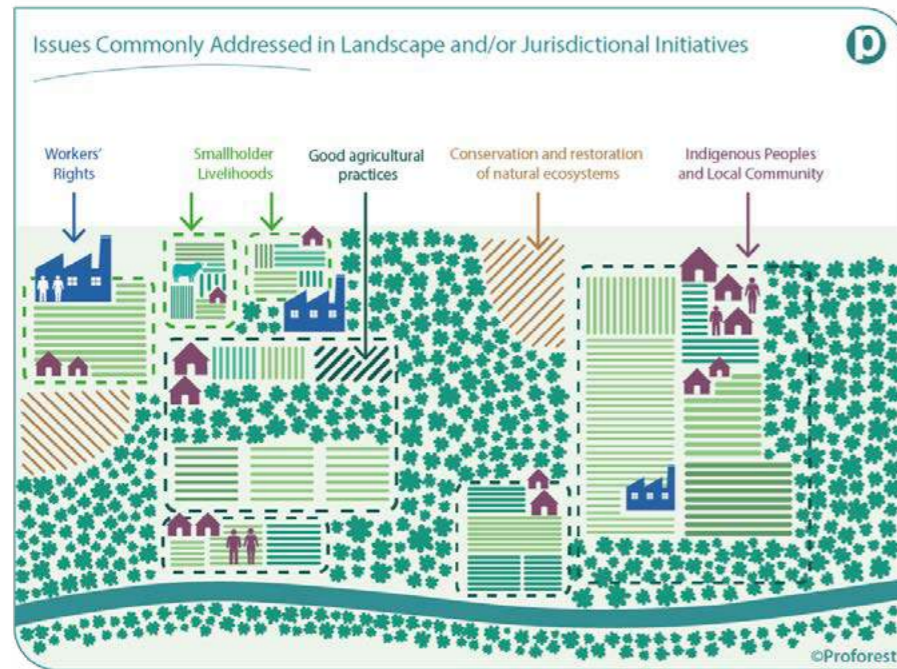 Issues Commonly Addressed in Landscape and/or Jurisdictional Initiatives
p
Workers'
Rights
Smallholder
Livelihoods
Good agricultural
practices
Conservation and restoration
of natural ecosystems
Indigenous Peoples
and Local Community
©Proforest